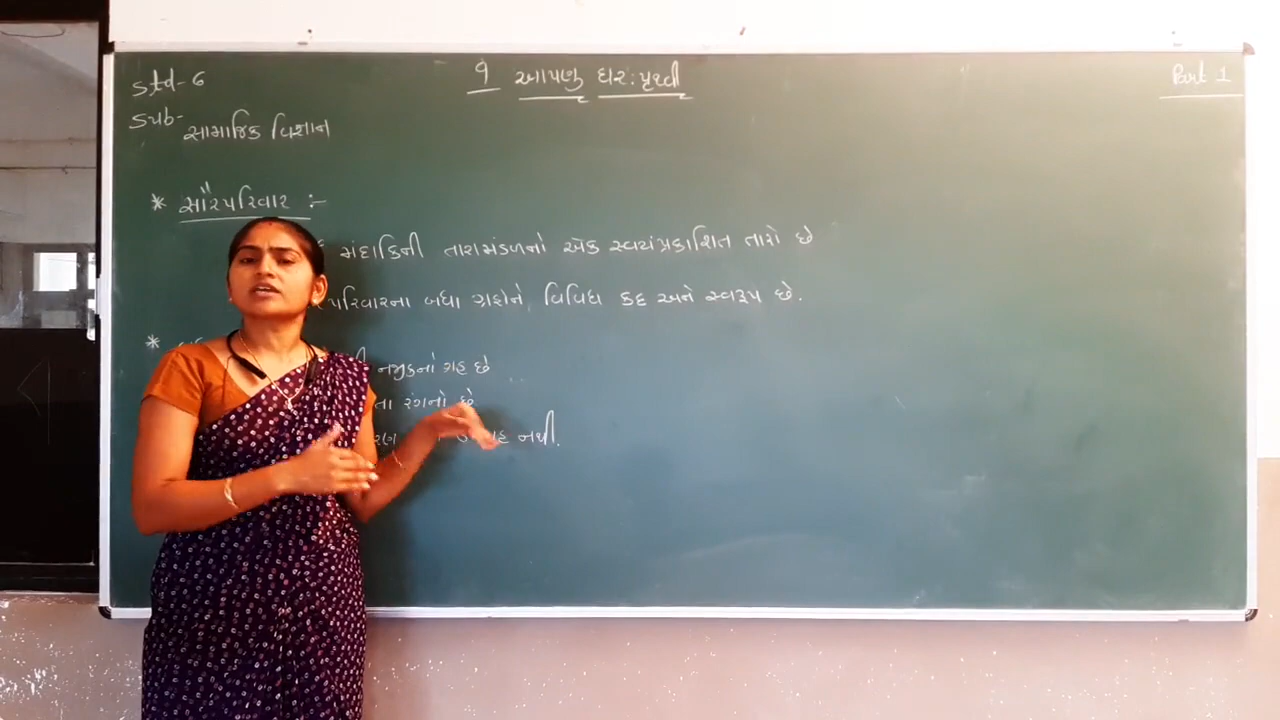 Std-6
૧ આપણુ ઘર : પૃથ્વી
Part 1
Sub-
સામાજિક વિજ્ઞાન
* સૌરપરિવાર :-
મંદાકિની તારામંડળનો એક સ્વયંપ્રકાશિત તારો છે
પરિવારના બધા ગ્રહોને વિવિધ કદ અને સ્વરૂપ છે.
*
નજીકનો ગ્રહ છે
રંગનો છે
નથી.